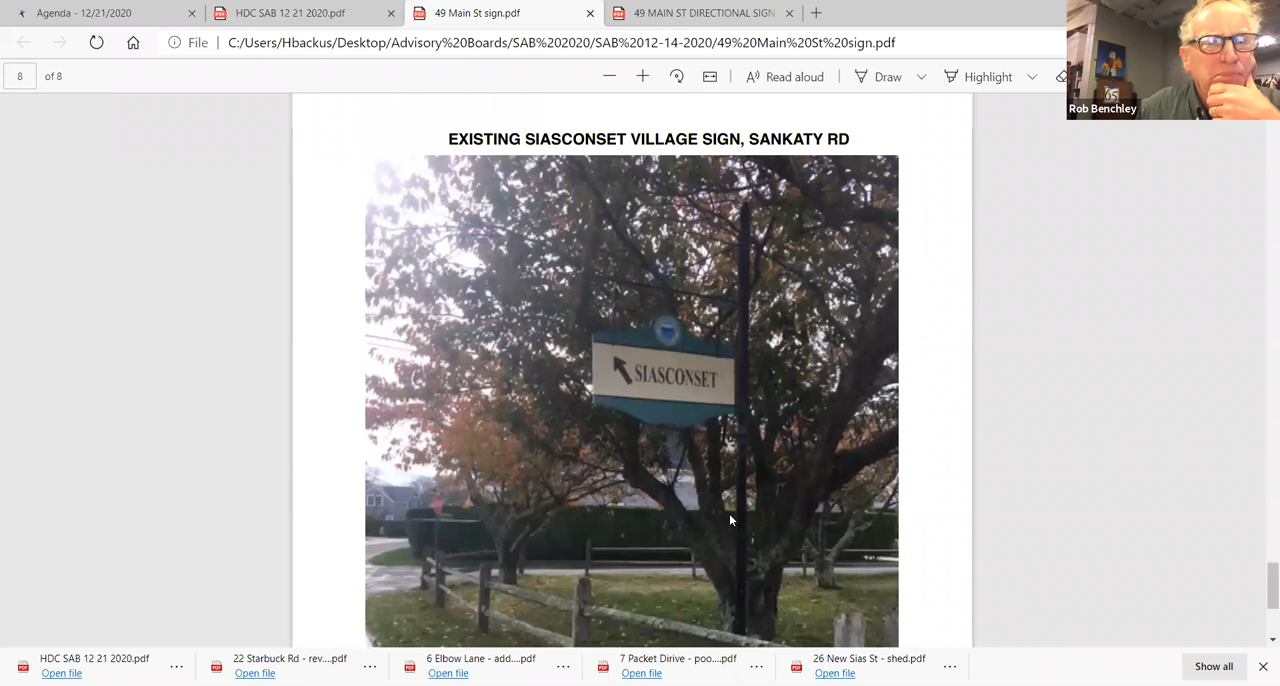 Agenda - 12/21/2020
HDC SAB 12 21 2020.pdf
49 Main St sign.pdf
49 MAIN ST DIRECTIONAL SIGN
File
C:/Users/Hbackus/Desktop/Advisory%20Boards/SAB%202020/SAB%2012-14-2020/49%20Main%20St%20sign.pdf
8
of 8
Read aloud
Draw
Highlight
Rob Benchley
EXISTING SIASCONSET VILLAGE SIGN, SANKATY RD
SIASCONSET
HDC SAB 12 21 2020.pdf
Open file
22 Starbuck Rd - rev....pdf
Open file
6 Elbow Lane - add....pdf
Open file
7 Packet Dirive - poo....pdf
Open file
26 New Sias St - shed.pdf
Open file
Show all